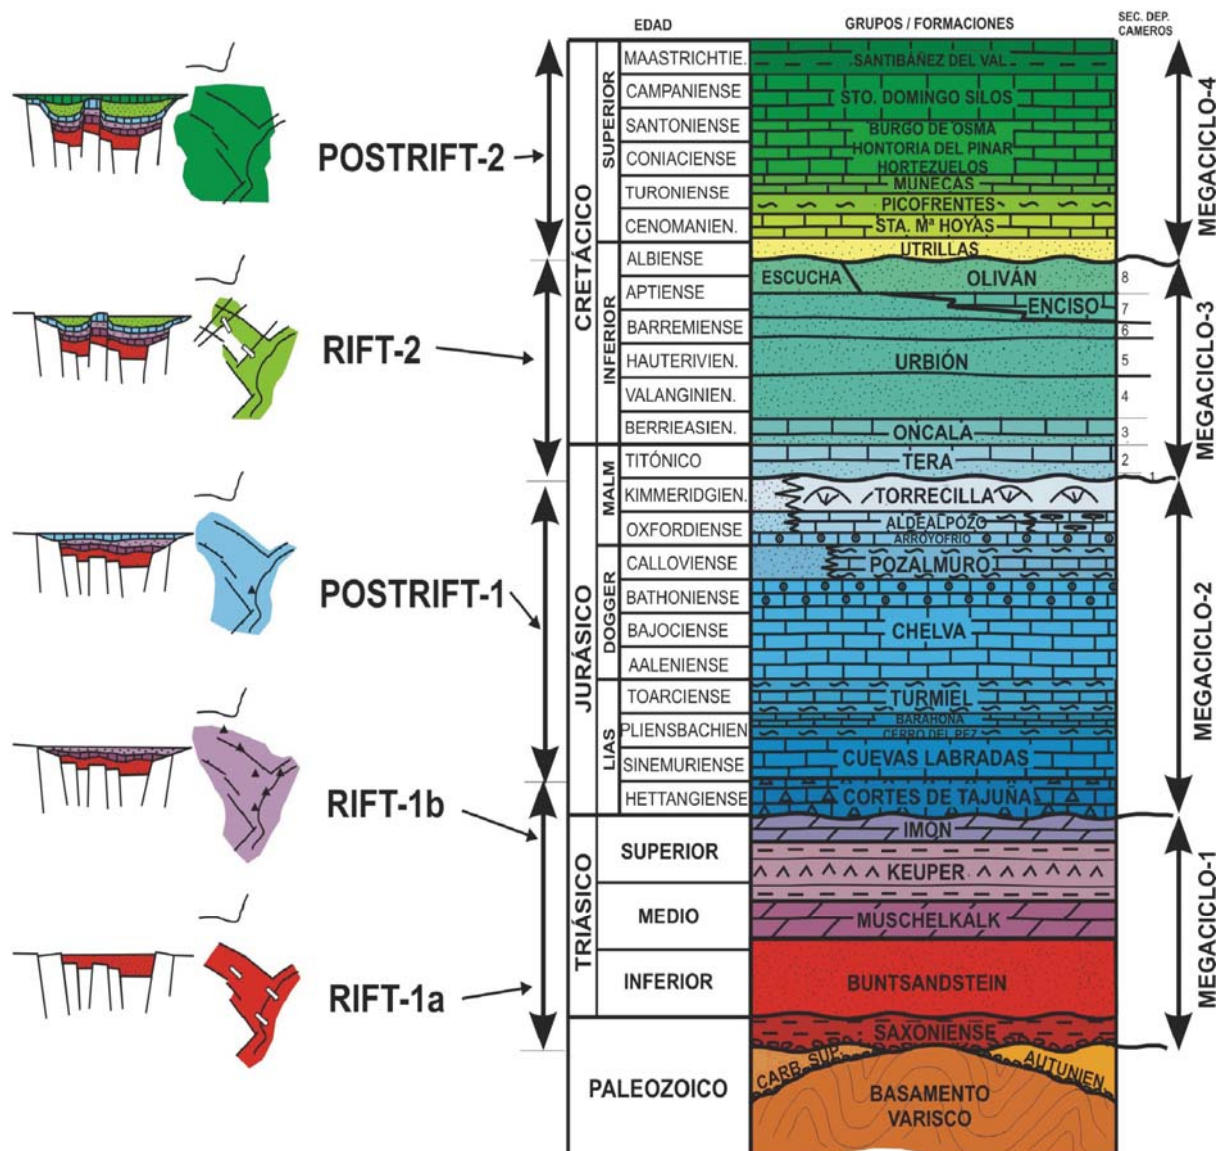 EDAD
GRUPOS / FORMACIONES
SEC. DEP.
CAMEROS
POSTRIFT-2
RIFT-2
POSTRIFT-1
RIFT-1b
RIFT-1a
CRETÁCICO
SUPERIOR
INFERIOR
JURÁSICO
MALM
DOGGER
LIAS
TRIÁSICO
SUPERIOR
MEDIO
INFERIOR
PALEOZOICO
MAASTRICHTIE.
CAMPANIENSE
SANTONIENSE
CONIACIENSE
TURONIENSE
CENOMANIEN.
ALBIENSE
APTIENSE
BARREMIENSE
HAUTERIVIEN.
VALANGINIEN.
BERRIEASIEN.
TITÓNICO
KIMMERIDGIEN.
OXFORDIENSE
CALLOVIENSE
BATHONIENSE
BAJOCIENSE
AALENIENSE
TOARCIENSE
PLIENSBACHIEN
SINEMURIENSE
HETTANGIENSE
SANTIBÁÑEZ DEL VAL
STO. DOMINGO SILOS
BURGO DE OSMA
HONTORIA DEL PINAR
HORTEZUELOS
MUÑECAS
PICOFRENTES
STA. Mª HOYAS
UTRILLAS
ESCUCHA
OLIVÁN
ENCISO
URBIÓN
ONCALA
TERA
TORRECILLA
ALDEALPOZO
ARROYOFRIO
POZALMURO
CHELVA
TURMIEL
BARAHONA
CERRO DEL PEZ
CUEVAS LABRADAS
CORTES DE TAJUÑA
IMÓN
KEUPER
MUSCHELKALK
BUNTSANDSTEIN
SAXONIENSE
CARB. SUP.
AUTUNIEN
BASAMENTO
VARISCO
8
7
6
5
4
3
2
1
MEGACICLO-4
MEGACICLO-3
MEGACICLO-2
MEGACICLO-1